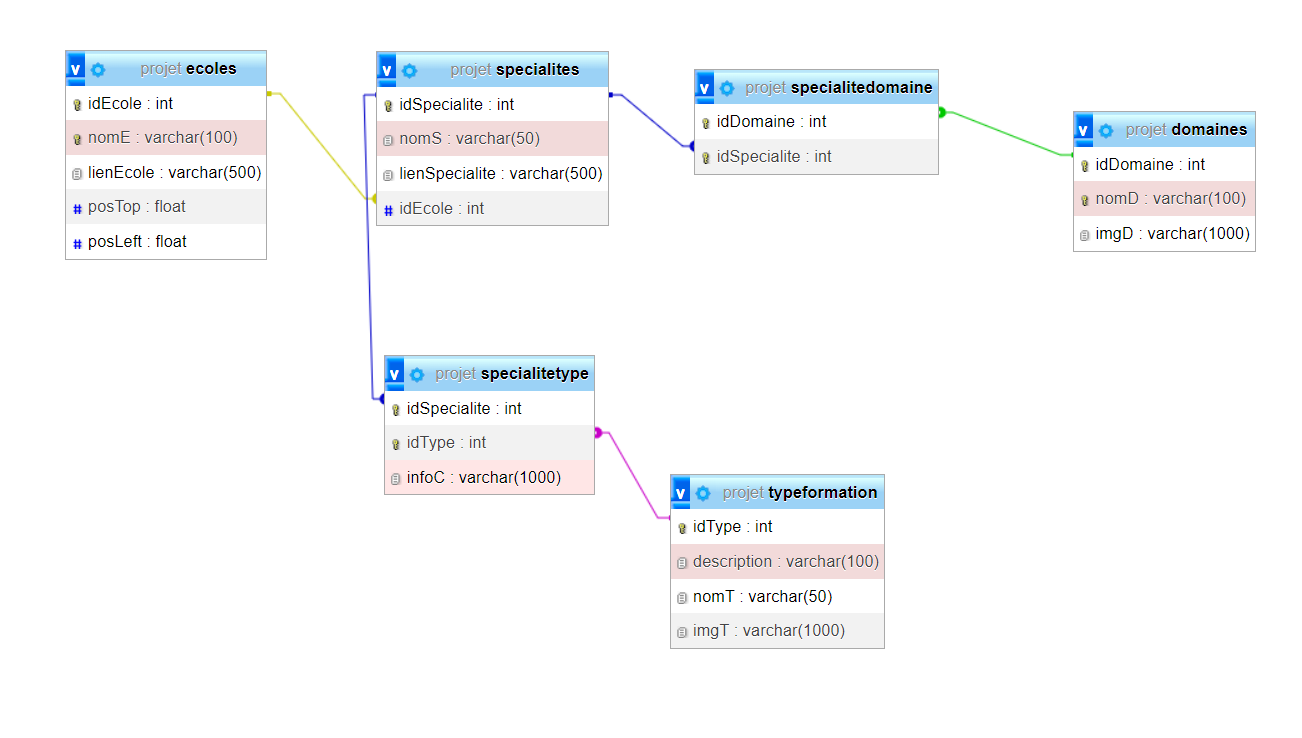 v projet ecoles
idEcole : int
nomE : varchar(100)
lienEcole : varchar(500)
posTop : float
# posLeft : float
v projet specialites
idSpecialite : int
nomS : varchar(50)
lienSpecialite : varchar(500)
# idEcole : int
v projet specialitedomaine
idDomaine : int
idSpecialite : int
v projet domaines
idDomaine : int
nomD : varchar(100)
imgD : varchar(1000)
v projet specialitetype
idSpecialite : int
idType : int
infoC : varchar(1000)
v projet typeformation
idType : int
description : varchar(100)
nomT : varchar(50)
imgT : varchar(1000)